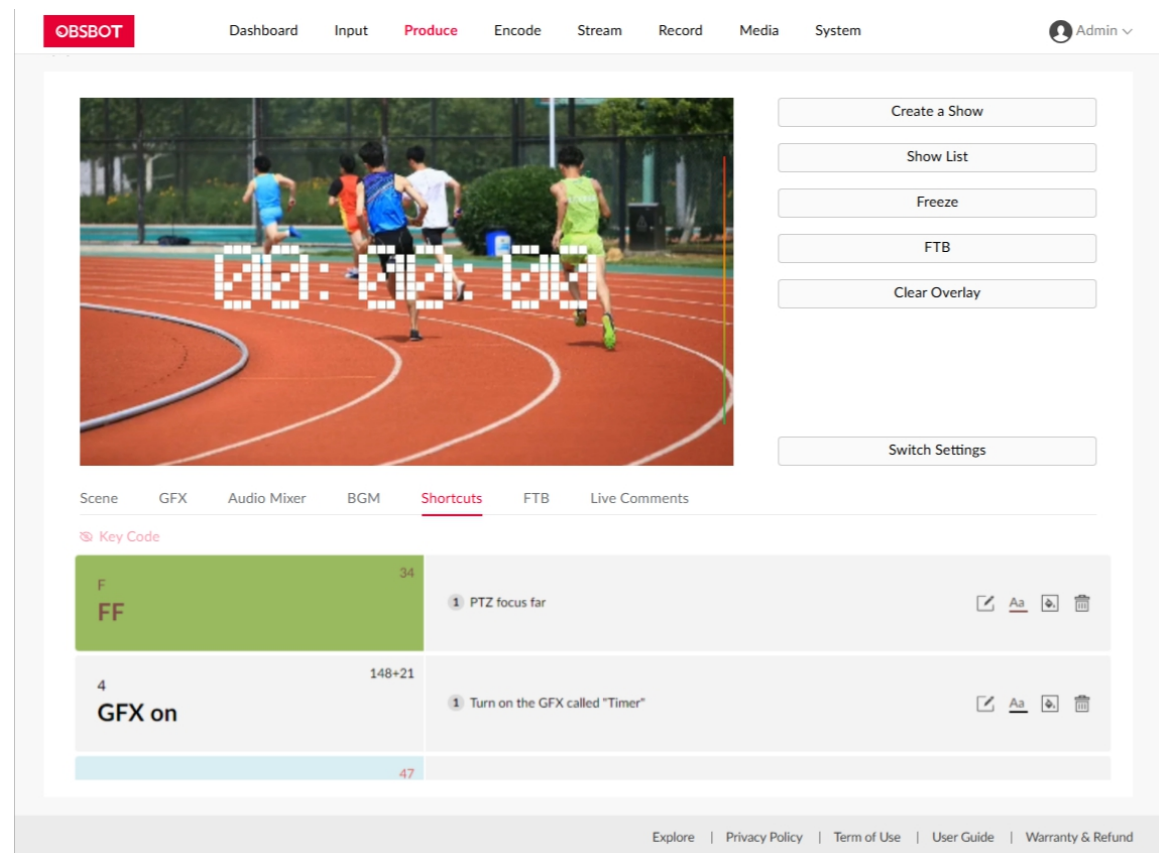 OBSBOT Dashboard Input Produce Encode Stream Record Media System Admin
Create a Show
Show List
Freeze
FTB
Clear Overlay
Switch Settings
00:00:00
Scene GFX Audio Mixer BGM Shortcuts FTB Live Comments
Key Code
F 34
FF
1 PTZ focus far
Aa
4 148+21
GFX on
1 Turn on the GFX called "Timer"
Aa
47
Explore | Privacy Policy | Term of Use | User Guide | Warranty & Refund